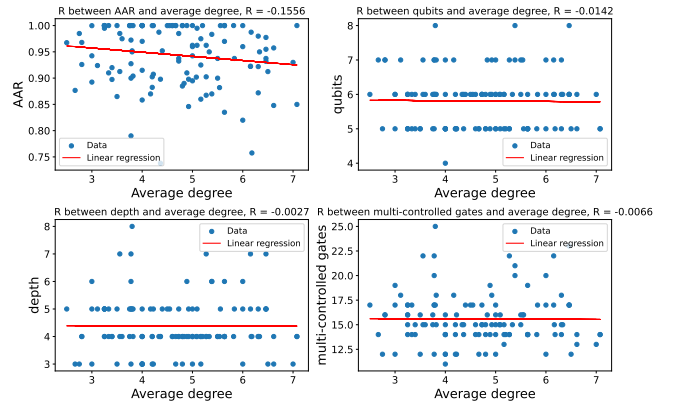 R between AAR and average degree, R = -0.1556
1.00
0.95
0.90
0.85
0.80
0.75
AAR
Data
Linear regression
3 4 5 6 7
Average degree
R between qubits and average degree, R = -0.0142
8
7
6
5
4
qubits
Data
Linear regression
3 4 5 6 7
Average degree
R between depth and average degree, R = -0.0027
8
7
6
5
4
3
depth
Data
Linear regression
3 4 5 6 7
Average degree
R between multi-controlled gates and average degree, R = -0.0066
25.0
22.5
20.0
17.5
15.0
12.5
multi-controlled gates
Data
Linear regression
3 4 5 6 7
Average degree